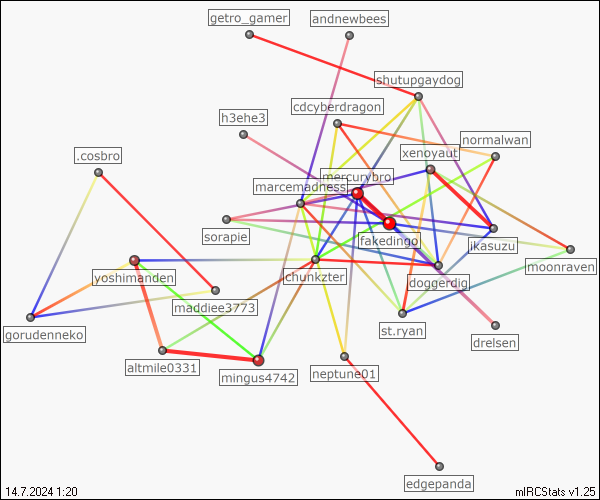 getro_gamer
andnewbees
shutupgaydog
cdcyberdragon
h3ehe3
normalwan
.cosbro
xenoyaut
mercurybro
marcemadness
sorapie
fakedingo
ikasuzu
moonraven
yoshimanden
chunkzter
doggerdig
maddiee3773
gorudenneko
st.ryan
drelsen
altmile0331
mingus4742
neptune01
edgepanda
14.7.2024 1:20
mIRCStats v1.25